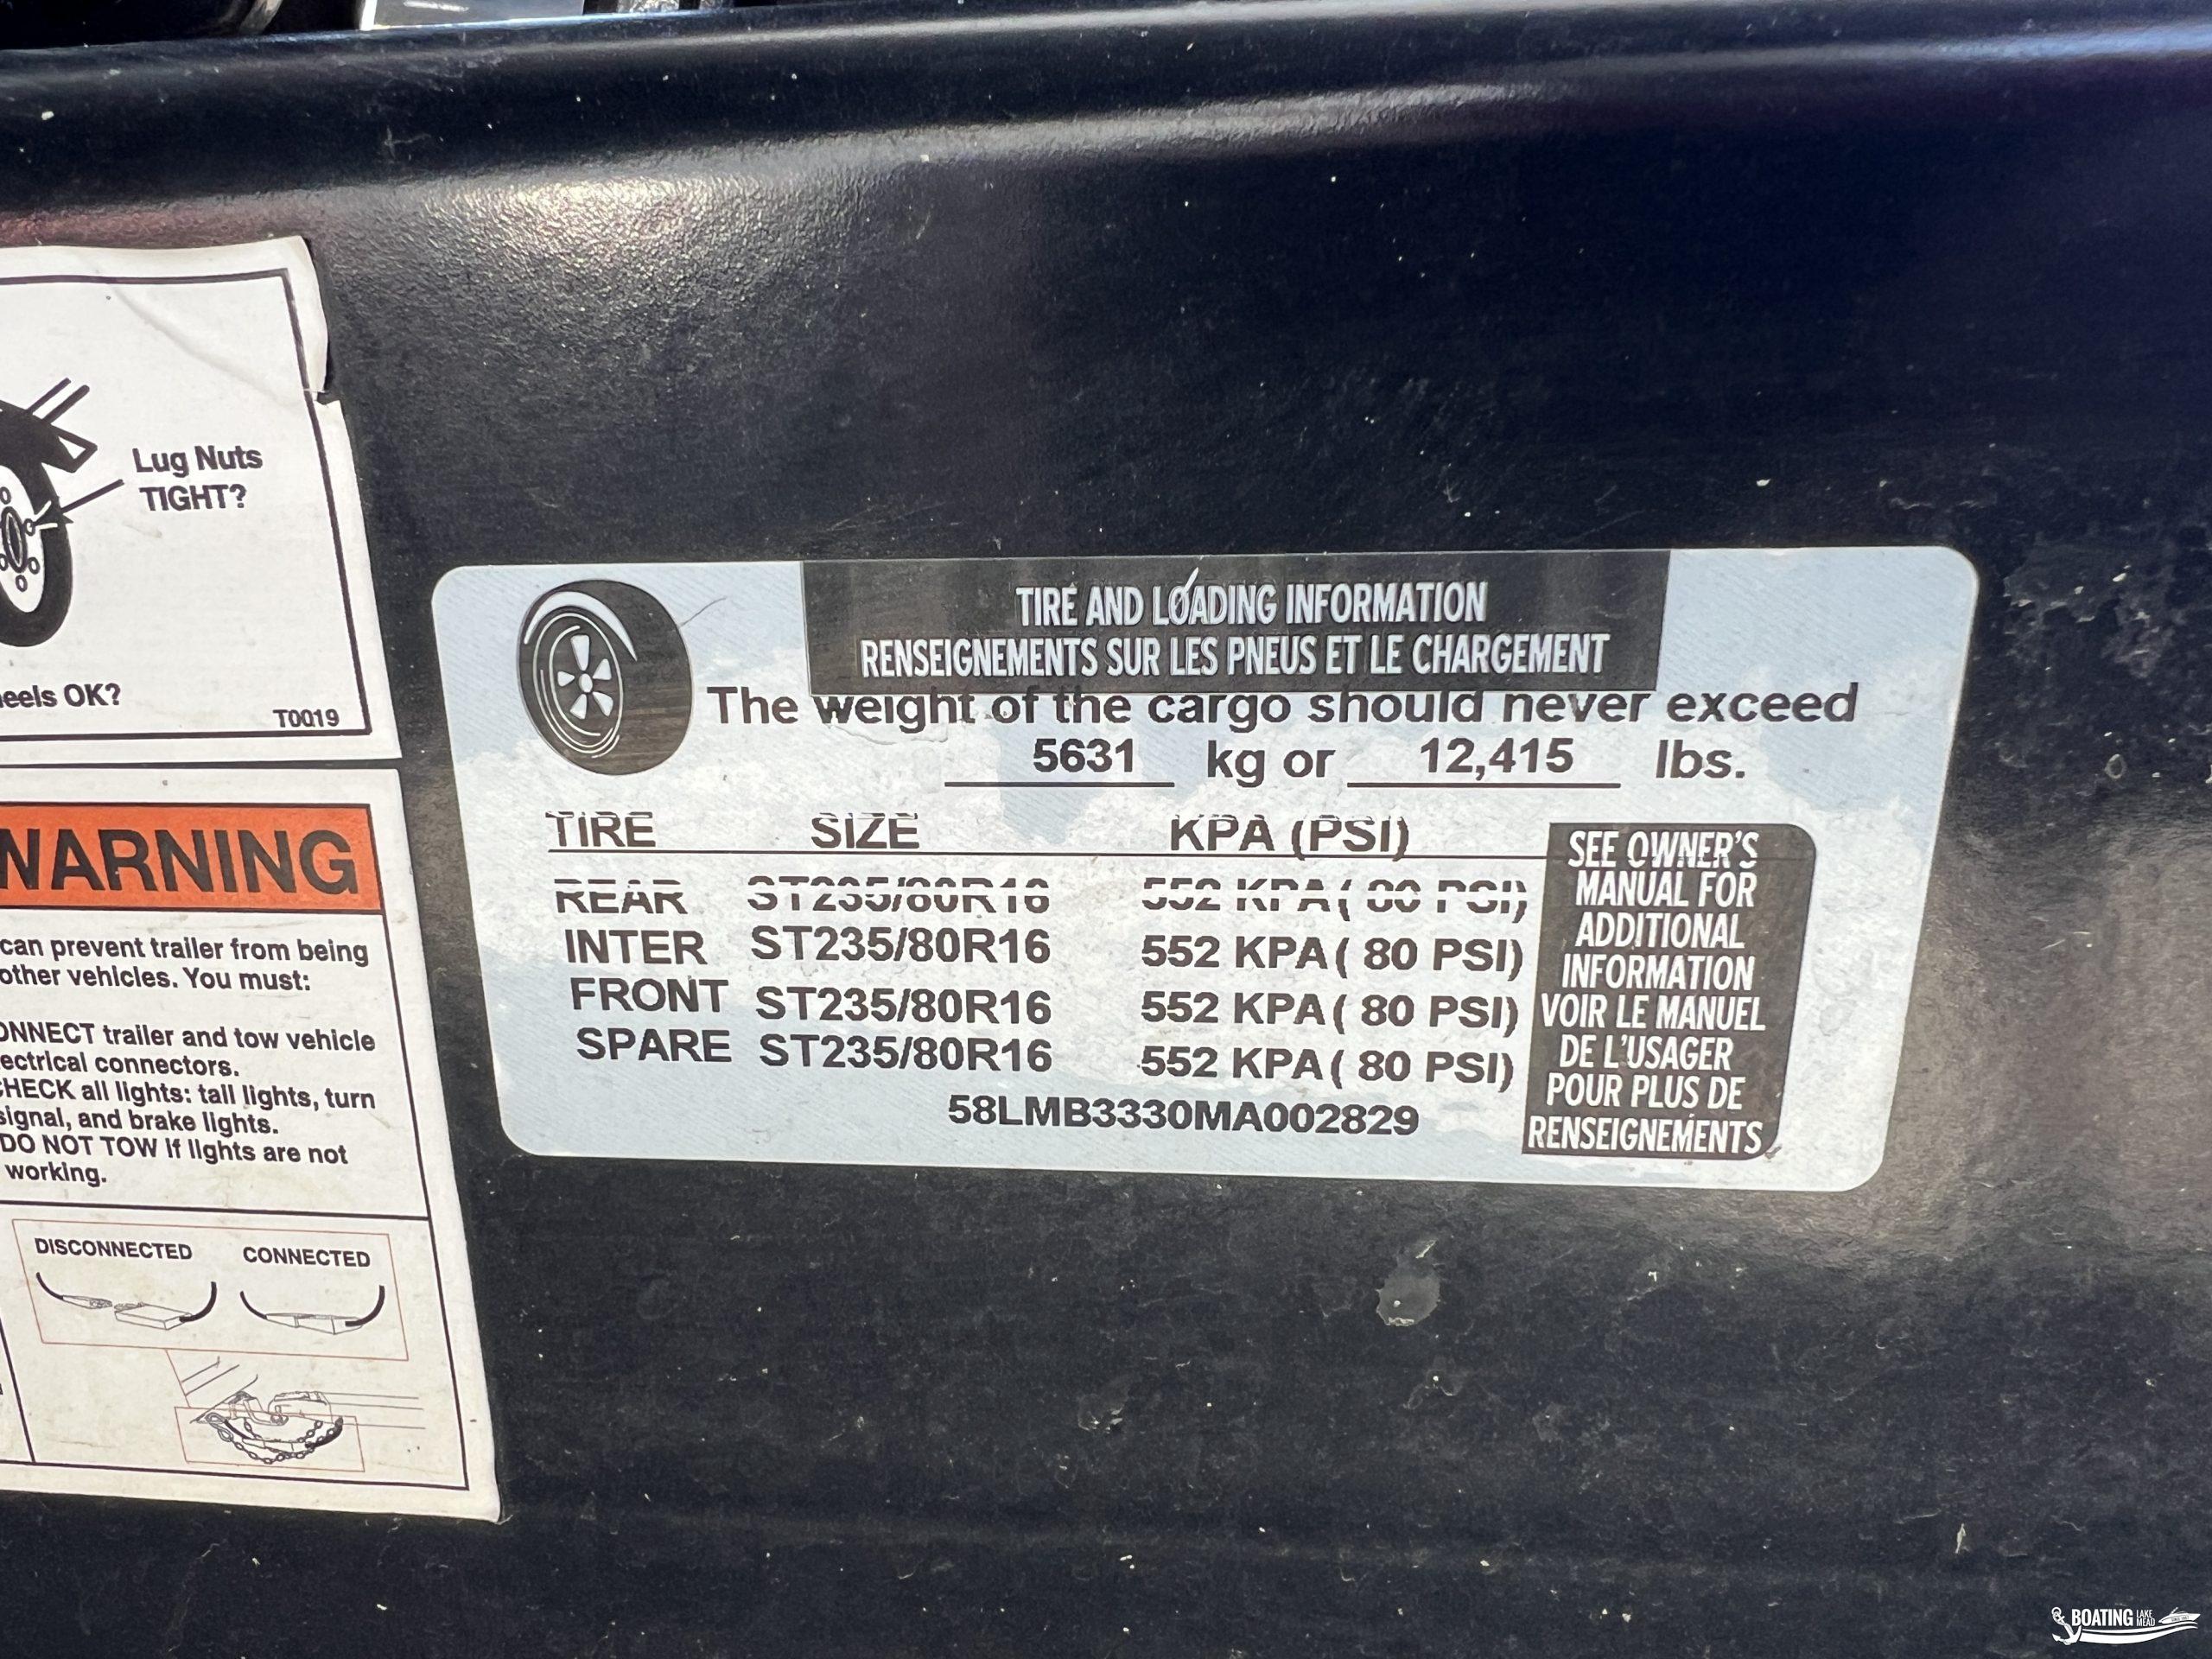 Lug Nuts
TIGHT?
eels OK?
T0019
WARNING
can prevent trailer from being
other vehicles. You must:
ONNECT trailer and tow vehicle
ectrical connectors.
CHECK all lights: tail lights, turn
signal, and brake lights.
DO NOT TOW If lights are not
working.
DISCONNECTED CONNECTED
TIRE AND LOADING INFORMATION
RENSEIGNEMENTS SUR LES PNEUS ET LE CHARGEMENT
The weight of the cargo should never exceed
5631 kg or 12,415 lbs.
TIRE SIZE KPA (PSI)
REAR ST235/80R16 552 KPA( 80 PSI)
INTER ST235/80R16 552 KPA( 80 PSI)
FRONT ST235/80R16 552 KPA( 80 PSI)
SPARE ST235/80R16 552 KPA( 80 PSI)
58LMB3330MA002829
SEE OWNER'S
MANUAL FOR
ADDITIONAL
INFORMATION
VOIR LE MANUEL
DE L'USAGER
POUR PLUS DE
RENSEIGNEMENTS
BOATING LAKE MEAD